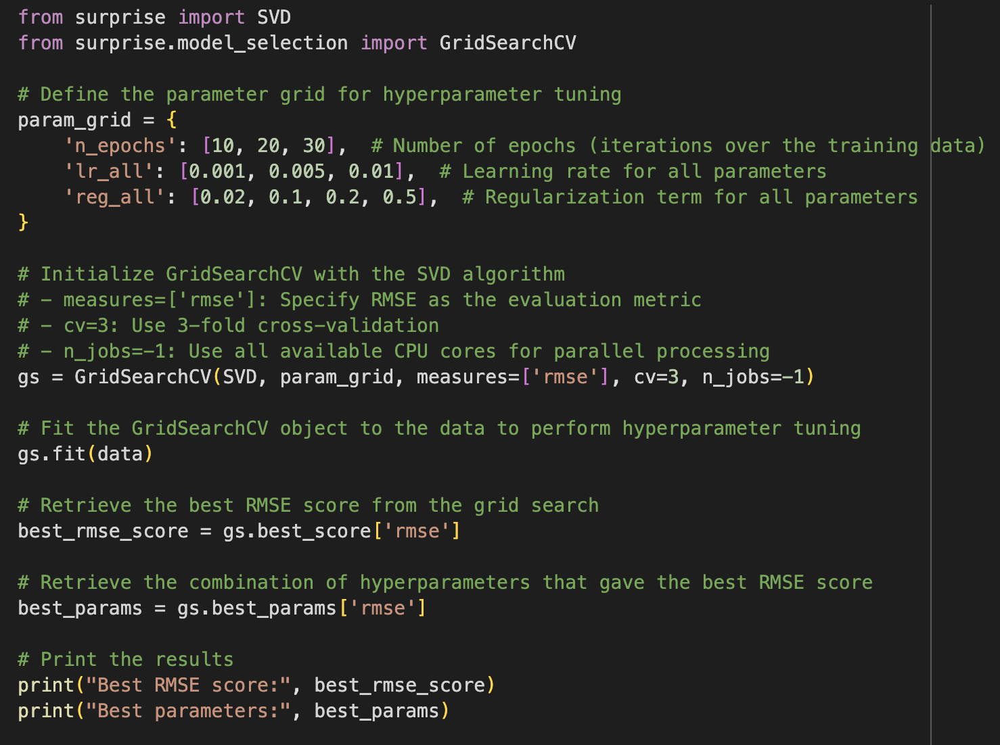 from surprise import SVD
from surprise.model_selection import GridSearchCV

# Define the parameter grid for hyperparameter tuning
param_grid = {
    'n_epochs': [10, 20, 30],  # Number of epochs (iterations over the training data)
    'lr_all': [0.001, 0.005, 0.01],  # Learning rate for all parameters
    'reg_all': [0.02, 0.1, 0.2, 0.5],  # Regularization term for all parameters
}

# Initialize GridSearchCV with the SVD algorithm
# - measures=['rmse']: Specify RMSE as the evaluation metric
# - cv=3: Use 3-fold cross-validation
# - n_jobs=-1: Use all available CPU cores for parallel processing
gs = GridSearchCV(SVD, param_grid, measures=['rmse'], cv=3, n_jobs=-1)

# Fit the GridSearchCV object to the data to perform hyperparameter tuning
gs.fit(data)

# Retrieve the best RMSE score from the grid search
best_rmse_score = gs.best_score['rmse']

# Retrieve the combination of hyperparameters that gave the best RMSE score
best_params = gs.best_params['rmse']

# Print the results
print("Best RMSE score:", best_rmse_score)
print("Best parameters:", best_params)